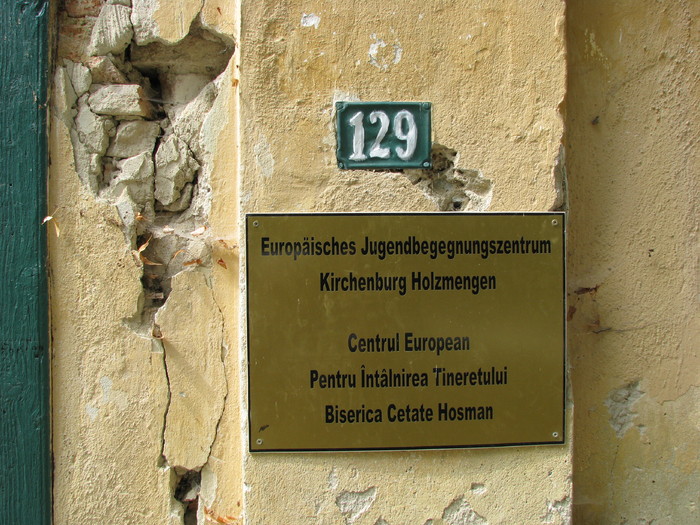 129
Europäisches Jugendbegegnungszentrum
Kirchenburg Holzmengen
Centrul European
Pentru Întâlnirea Tineretului
Biserica Cetate Hosman